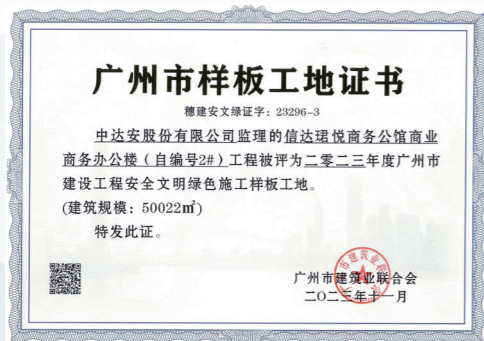 广州市样板工地证书
穗建安文绿证字：23296-3
中达安股份有限公司监理的信达珺悦商务公馆商业
商务办公楼（自编号2#）工程被评为二零二三年度广州市
建设工程安全文明绿色施工样板工地。
(建筑规模：50022㎡)
特发此证。
广州市建筑业联合会
二〇二三年十一月